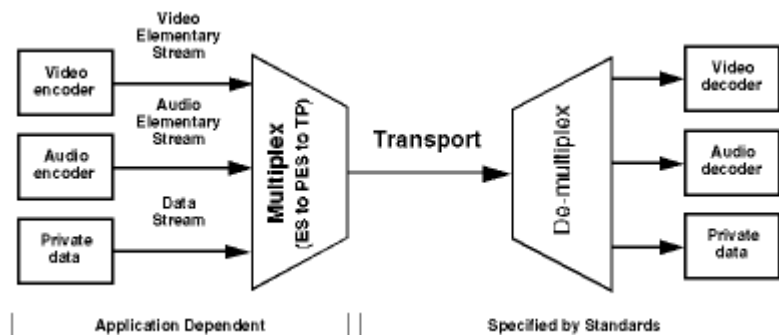 Video
Elementary
Stream
Video
encoder
Audio
Elementary
Stream
Audio
encoder
Data
Stream
Private
data
Multiplex
(ES to PEs to TP)
Transport
De-multiplex
Video
decoder
Audio
decoder
Private
data
Application Dependent
Specified by Standards